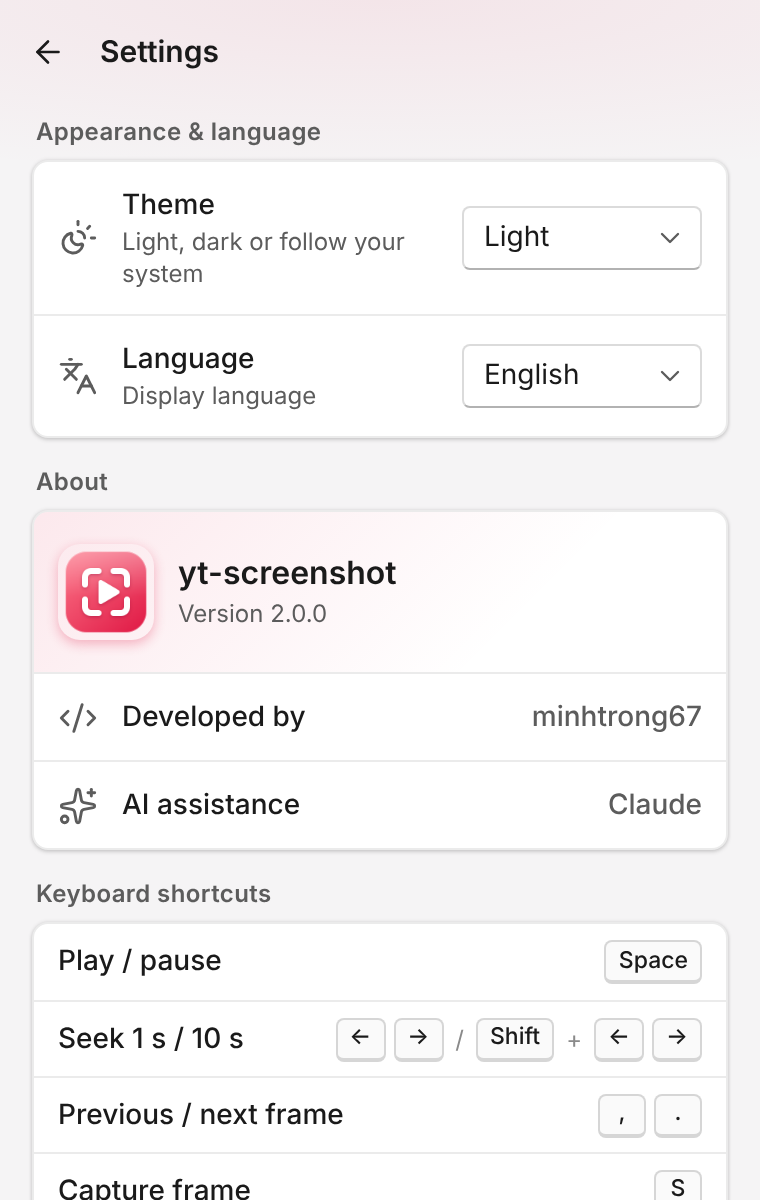 Settings
Appearance & language
Theme
Light, dark or follow your
system
Light
Language
Display language
English
About
yt-screenshot
Version 2.0.0
Developed by minhtrong67
AI assistance Claude
Keyboard shortcuts
Play / pause Space
Seek 1 s / 10 s ← → / Shift + ← →
Previous / next frame , .
Capture frame S